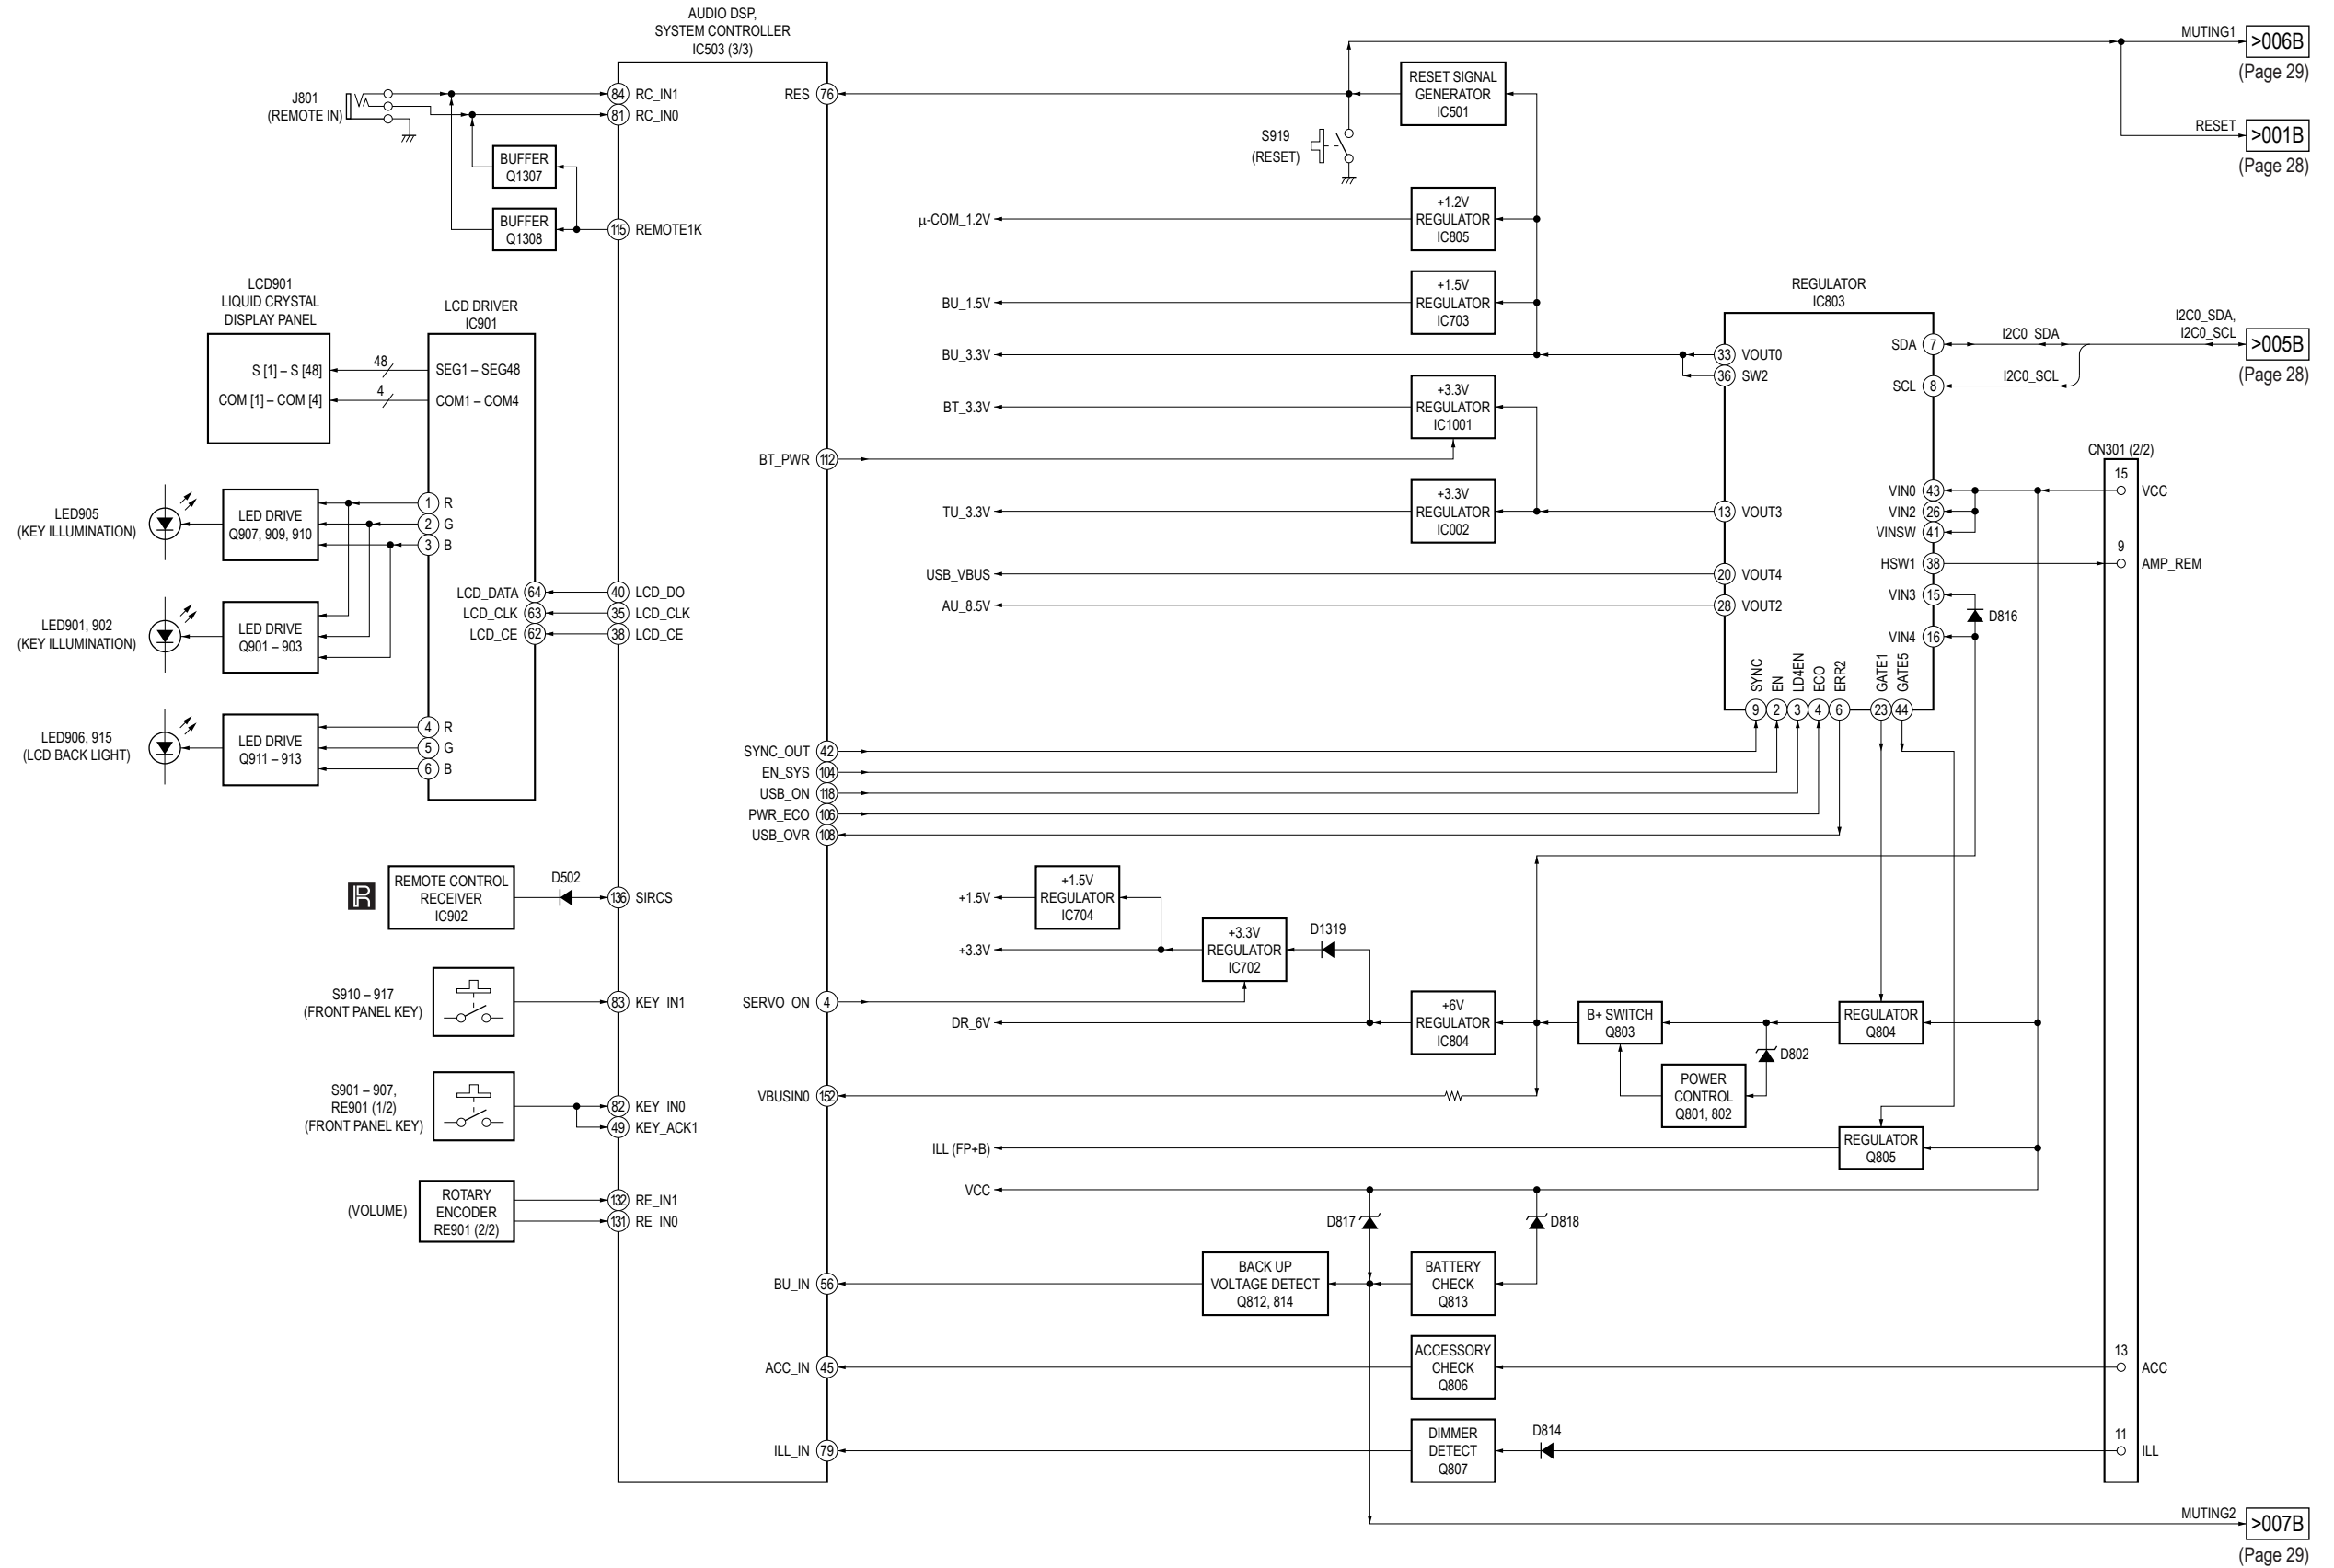 AUDIO DSP,
SYSTEM CONTROLLER
IC503 (3/3)
J801
(REMOTE IN)
84 RC_IN1
81 RC_IN0
BUFFER
Q1307
BUFFER
Q1308
115 REMOTE1K
RES 76
RESET SIGNAL
GENERATOR
IC501
S919
(RESET)
MUTING1 >006B
(Page 29)
RESET >001B
(Page 28)
µ-COM_1.2V
+1.2V
REGULATOR
IC805
BU_1.5V
+1.5V
REGULATOR
IC703
BU_3.3V
BT_3.3V
+3.3V
REGULATOR
IC1001
BT_PWR 112
TU_3.3V
+3.3V
REGULATOR
IC002
USB_VBUS
AU_8.5V
REGULATOR
IC803
33 VOUT0
36 SW2
13 VOUT3
20 VOUT4
28 VOUT2
SDA 7
SCL 8
VIN0 43
VIN2 26
VINSW 41
HSW1 38
VIN3 15
VIN4 16
D816
SYNC
EN
LD4EN
ECO
ERR2
GATE1
GATE5
9 2 3 4 6 23 44
I2C0_SDA
I2C0_SCL
I2C0_SDA,
I2C0_SCL
>005B
(Page 28)
CN301 (2/2)
15
VCC
9
AMP_REM
LCD901
LIQUID CRYSTAL
DISPLAY PANEL
S [1] – S [48]
COM [1] – COM [4]
48
4
LCD DRIVER
IC901
SEG1 – SEG48
COM1 – COM4
LED905
(KEY ILLUMINATION)
LED DRIVE
Q907, 909, 910
1 R
2 G
3 B
LED901, 902
(KEY ILLUMINATION)
LED DRIVE
Q901 – 903
LCD_DATA 64
LCD_CLK 63
LCD_CE 62
40 LCD_DO
35 LCD_CLK
38 LCD_CE
LED906, 915
(LCD BACK LIGHT)
LED DRIVE
Q911 – 913
4 R
5 G
6 B
SYNC_OUT 42
EN_SYS 104
USB_ON 118
PWR_ECO 106
USB_OVR 108
R
REMOTE CONTROL
RECEIVER
IC902
D502
136 SIRCS
S910 – 917
(FRONT PANEL KEY)
83 KEY_IN1
S901 – 907,
RE901 (1/2)
(FRONT PANEL KEY)
82 KEY_IN0
49 KEY_ACK1
(VOLUME)
ROTARY
ENCODER
RE901 (2/2)
132 RE_IN1
131 RE_IN0
+1.5V
+1.5V
REGULATOR
IC704
+3.3V
+3.3V
REGULATOR
IC702
D1319
SERVO_ON 4
DR_6V
+6V
REGULATOR
IC804
B+ SWITCH
Q803
REGULATOR
Q804
D802
POWER
CONTROL
Q801, 802
VBUSIN0 152
ILL (FP+B)
REGULATOR
Q805
VCC
D817
D818
BU_IN 56
BACK UP
VOLTAGE DETECT
Q812, 814
BATTERY
CHECK
Q813
ACC_IN 45
ACCESSORY
CHECK
Q806
13
ACC
ILL_IN 79
DIMMER
DETECT
Q807
D814
11
ILL
MUTING2 >007B
(Page 29)